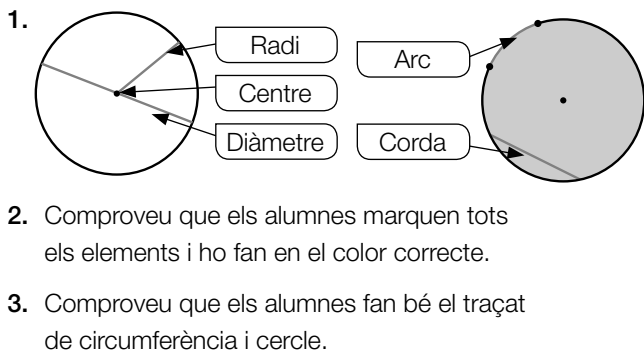 1.
Radi
Arc
Centre
Diàmetre
Corda
2. Comproveu que els alumnes marquen tots
els elements i ho fan en el color correcte.
3. Comproveu que els alumnes fan bé el traçat
de circumferència i cercle.